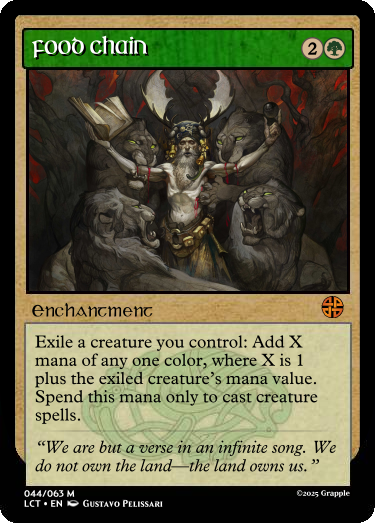 Food Chain 2
Enchantment
Exile a creature you control: Add X
mana of any one color, where X is 1
plus the exiled creature's mana value.
Spend this mana only to cast creature
spells.
“We are but a verse in an infinite song. We
do not own the land—the land owns us.”
044/063 M ©2025 Grapple
LCT • EN Gustavo Pelissari